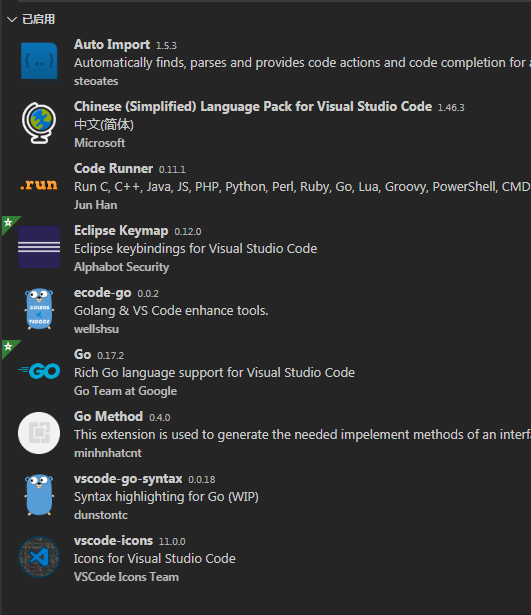 已启用
Auto Import 1.5.3
Automatically finds, parses and provides code actions and code completion for a
steoates
Chinese (Simplified) Language Pack for Visual Studio Code 1.46.3
中文(简体)
Microsoft
.run
Code Runner 0.11.1
Run C, C++, Java, JS, PHP, Python, Perl, Ruby, Go, Lua, Groovy, PowerShell, CMD
Jun Han
Eclipse Keymap 0.12.0
Eclipse keybindings for Visual Studio Code
Alphabot Security
GOLANG
VSCODE
ecode-go 0.0.2
Golang & VS Code enhance tools.
wellshsu
GO
Go 0.17.2
Rich Go language support for Visual Studio Code
Go Team at Google
Go Method 0.4.0
This extension is used to generate the needed impelement methods of an interfa
minhnhatcnt
vscode-go-syntax 0.0.18
Syntax highlighting for Go (WIP)
dunstontc
vscode-icons 11.0.0
Icons for Visual Studio Code
VSCode Icons Team